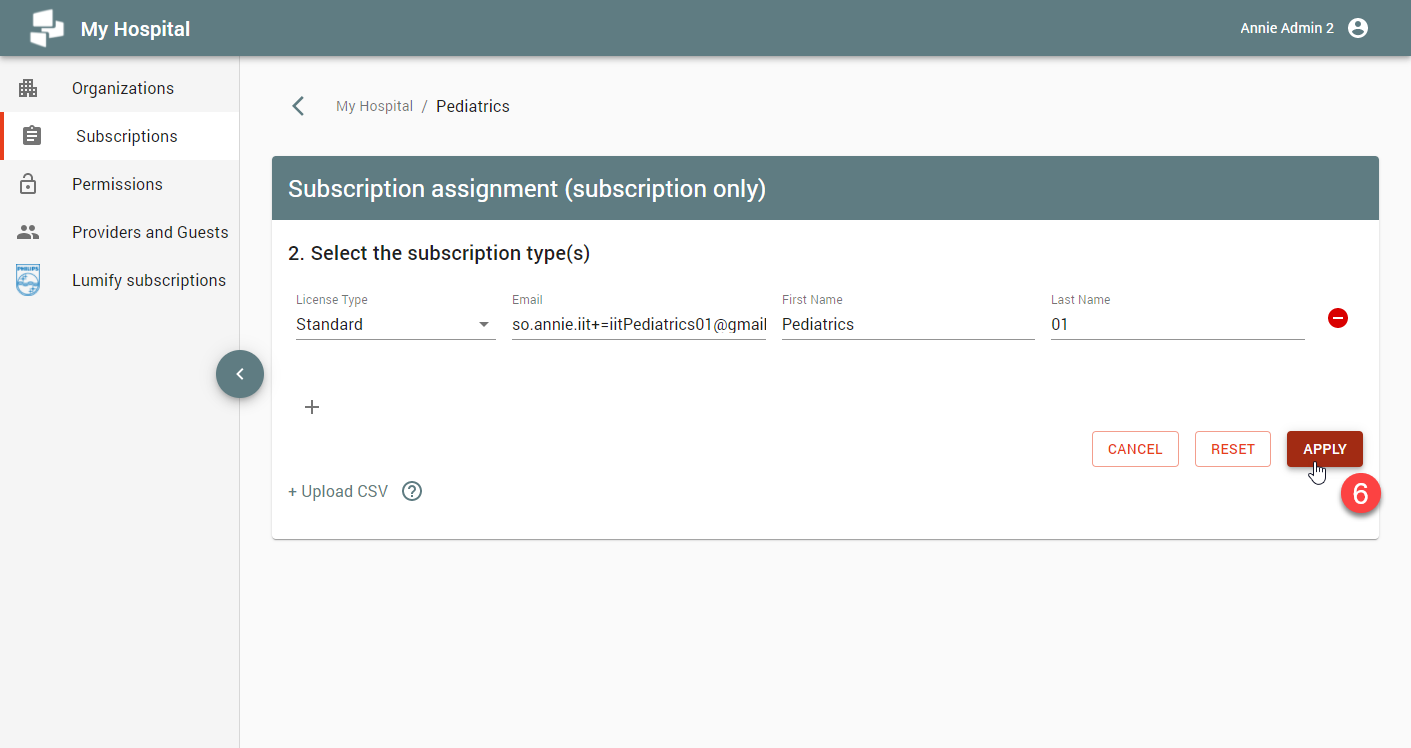 My Hospital
Annie Admin 2
Organizations
Subscriptions
Permissions
Providers and Guests
PHILIPS
Lumify subscriptions
My Hospital / Pediatrics
Subscription assignment (subscription only)
2. Select the subscription type(s)
License Type Email First Name Last Name
Standard so.annie.iit+=iitPediatrics01@gmail Pediatrics 01
CANCEL RESET APPLY
+ Upload CSV ?
6